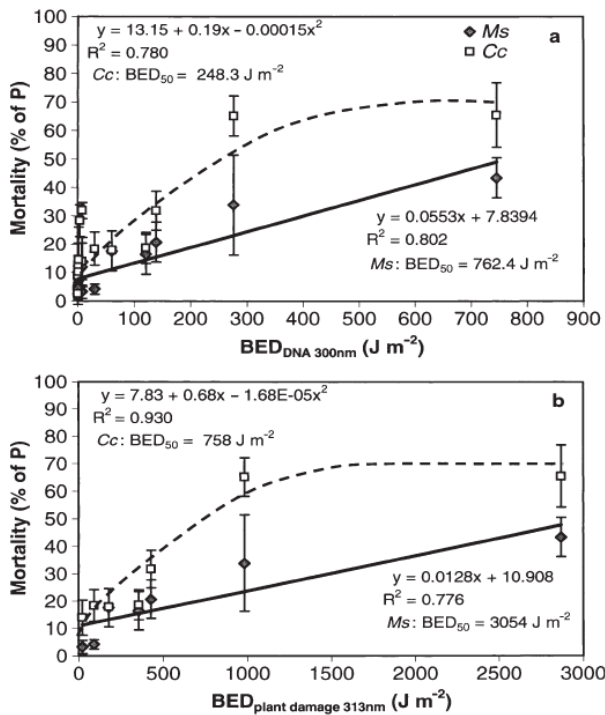 y = 13.15 + 0.19x – 0.00015x²
R² = 0.780
Cc: BED₅₀ = 248.3 J m⁻²
a
Ms
Cc
Mortality (% of P)
100
90
80
70
60
50
40
30
20
10
0
y = 0.0553x + 7.8394
R² = 0.802
Ms: BED₅₀ = 762.4 J m⁻²
0 100 200 300 400 500 600 700 800 900
BED DNA 300nm (J m⁻²)
y = 7.83 + 0.68x – 1.68E-05x²
R² = 0.930
Cc: BED₅₀ = 758 J m⁻²
b
Mortality (% of P)
100
90
80
70
60
50
40
30
20
10
0
y = 0.0128x + 10.908
R² = 0.776
Ms: BED₅₀ = 3054 J m⁻²
0 500 1000 1500 2000 2500 3000
BED plant damage 313nm (J m⁻²)